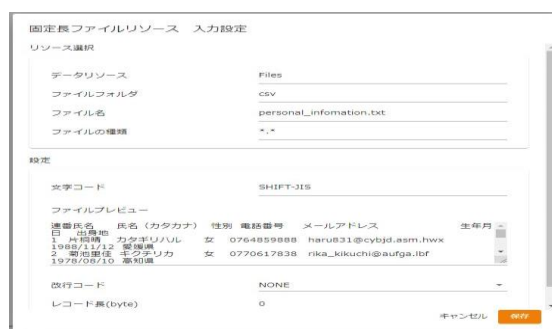 固定長ファイルリソース　入力設定
リソース選択
データリソース Files
ファイルフォルダ csv
ファイル名 personal_infomation.txt
ファイルの種類 *.*
設定
文字コード SHIFT-JIS
ファイルプレビュー
連番氏名 氏名（カタカナ） 性別 電話番号 メールアドレス 生年月
日 出身地
1 片桐晴 カタギリハル 女 0764859888 haru831@cybjd.asm.hwx
1988/11/12 愛媛県
2 菊池里佳 キクチリカ 女 0770617838 rika_kikuchi@aufga.lbf
1978/08/10 高知県
改行コード NONE
レコード長(byte) 0
キャンセル 保存